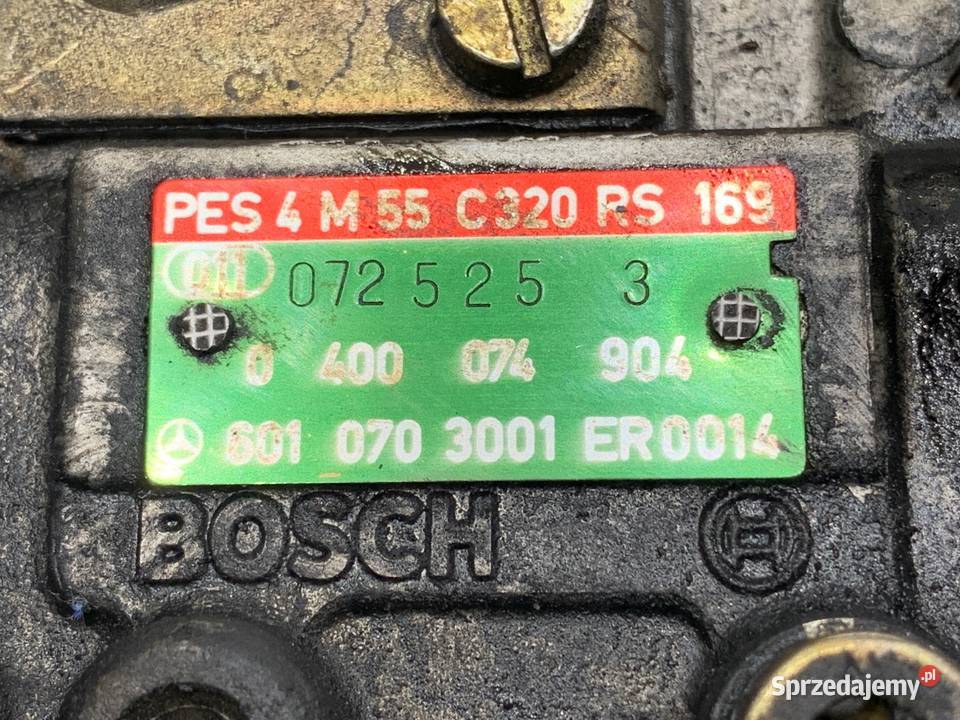 PES 4 M 55 C320 RS 169
072525 3
0 400 074 904
601 070 3001 ER0014
BOSCH
Sprzedajemy.pl